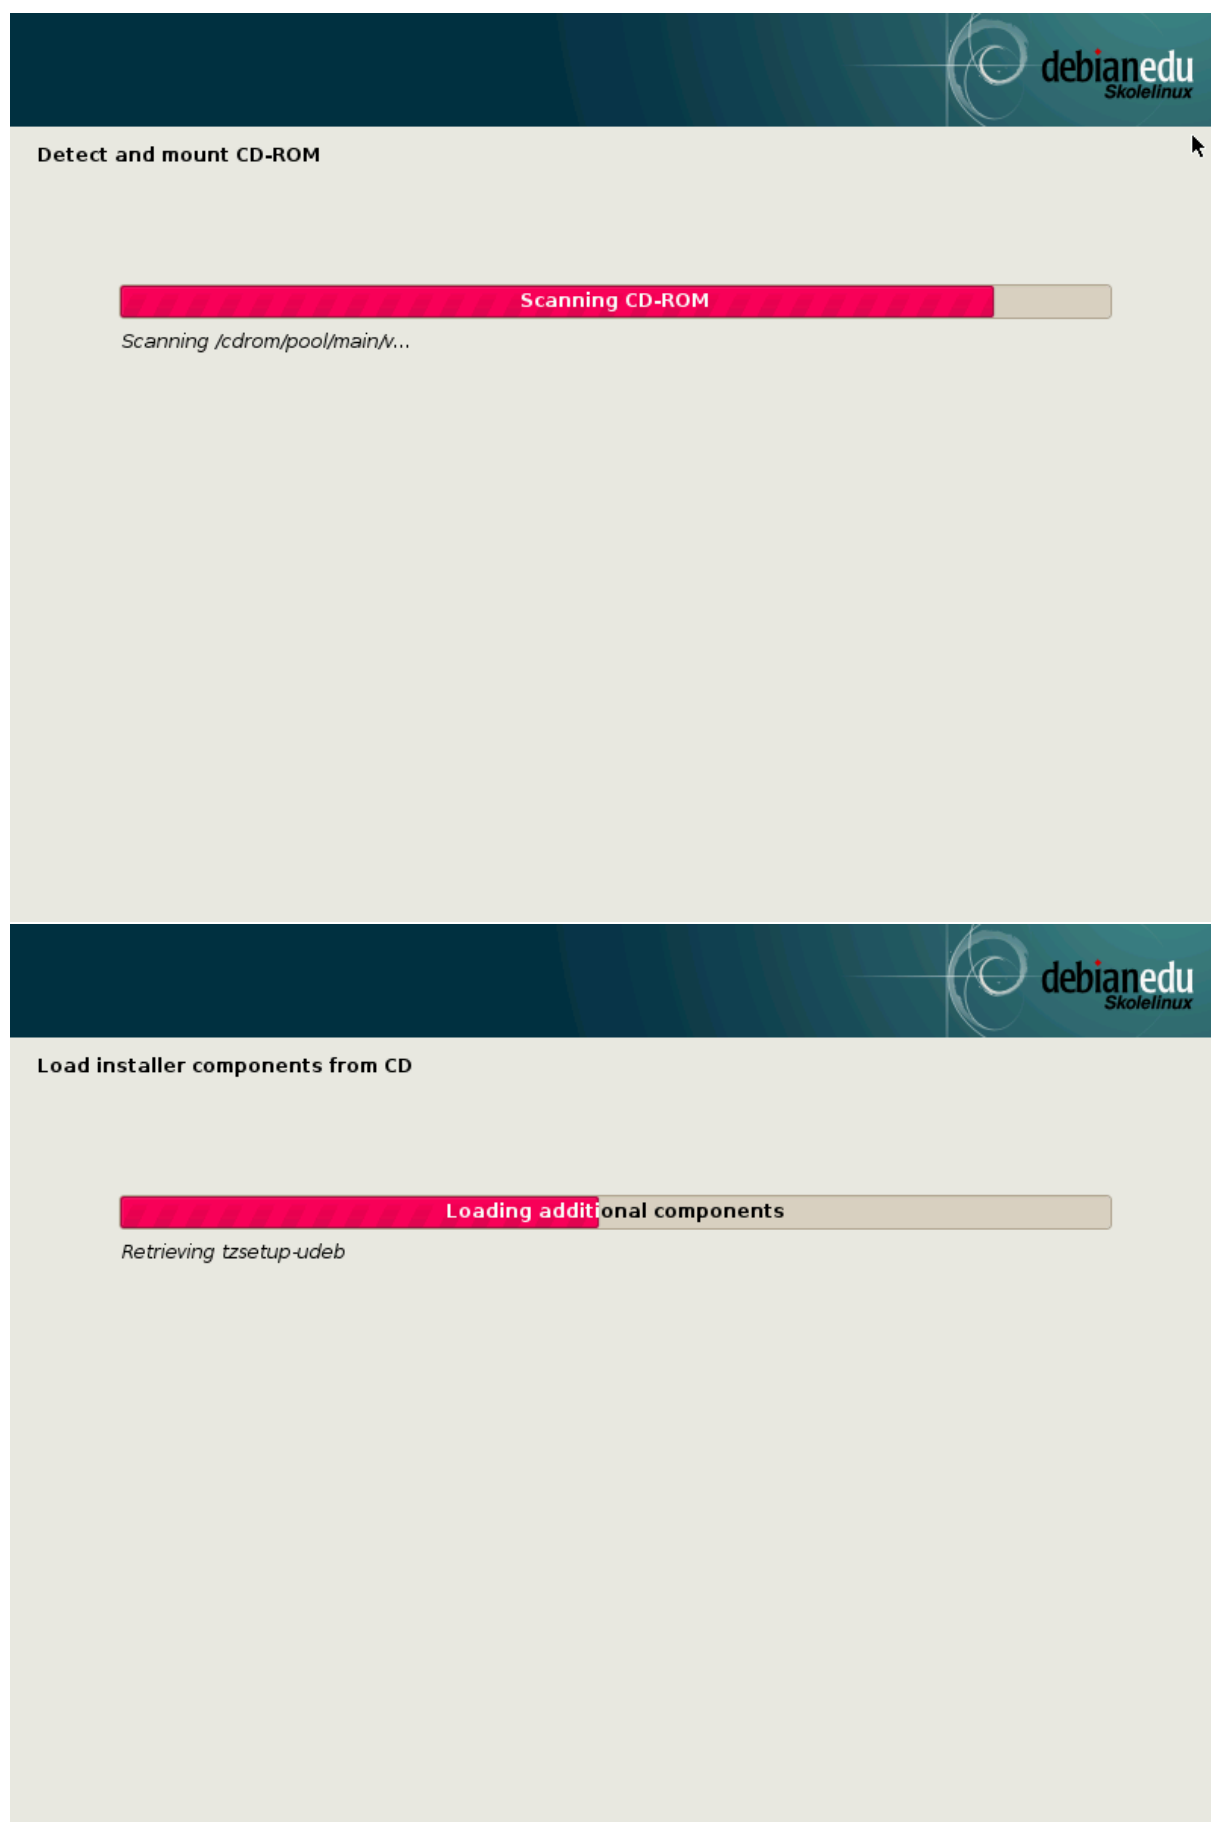 debianedu
Skolelinux
Detect and mount CD-ROM
Scanning CD-ROM
Scanning /cdrom/pool/main/v...
debianedu
Skolelinux
Load installer components from CD
Loading additional components
Retrieving tzsetup-udeb